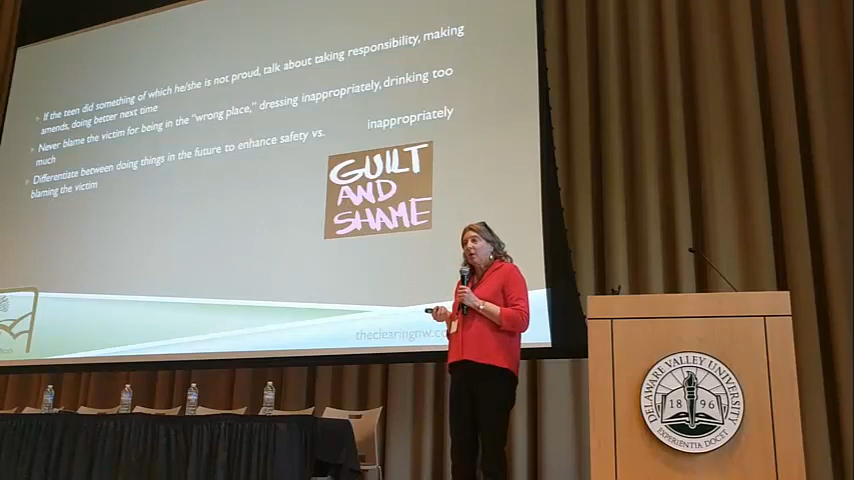 If the teen did something of which he/she is not proud, talk about taking responsibility, making
amends, doing better next time
Never blame the victim for being in the "wrong place," dressing inappropriately, drinking too
much
inappropriately
Differentiate between doing things in the future to enhance safety vs.
blaming the victim
GUILT
AND
SHAME
theclearingnw.co
DELAWARE VALLEY UNIVERSITY
1896
EXPERIENTIA DOCET